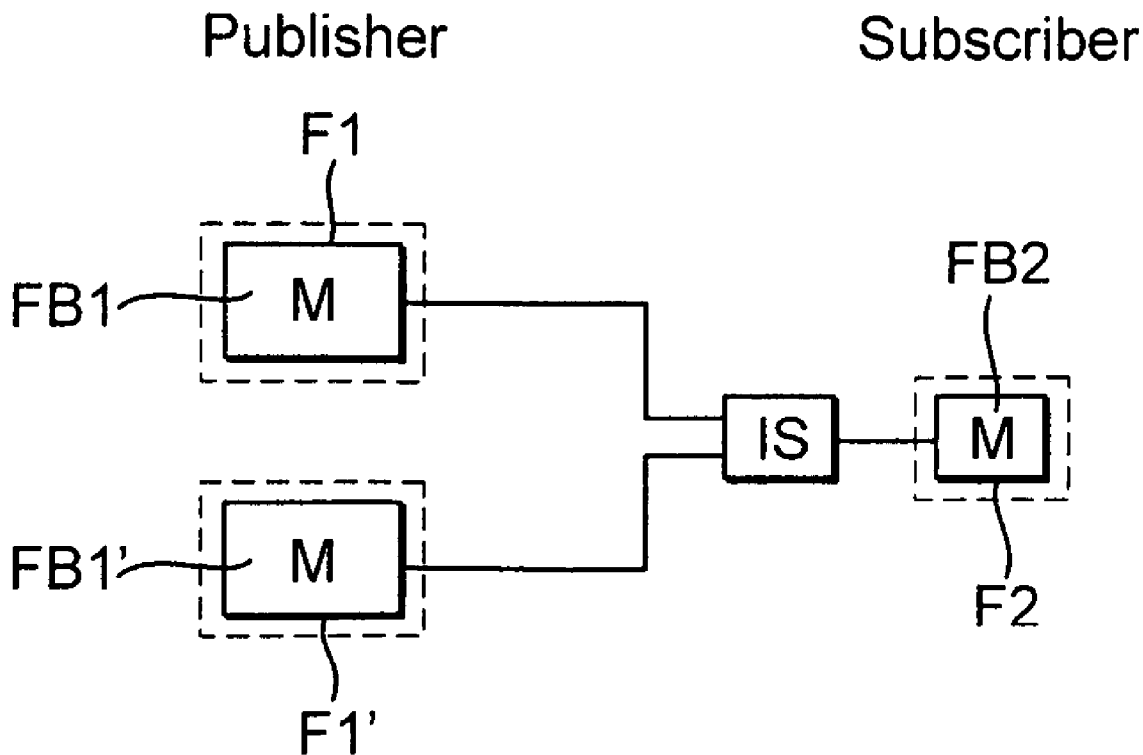 Publisher
Subscriber
F1
FB1
M
FB2
IS
M
FB1’
M
F2
F1’